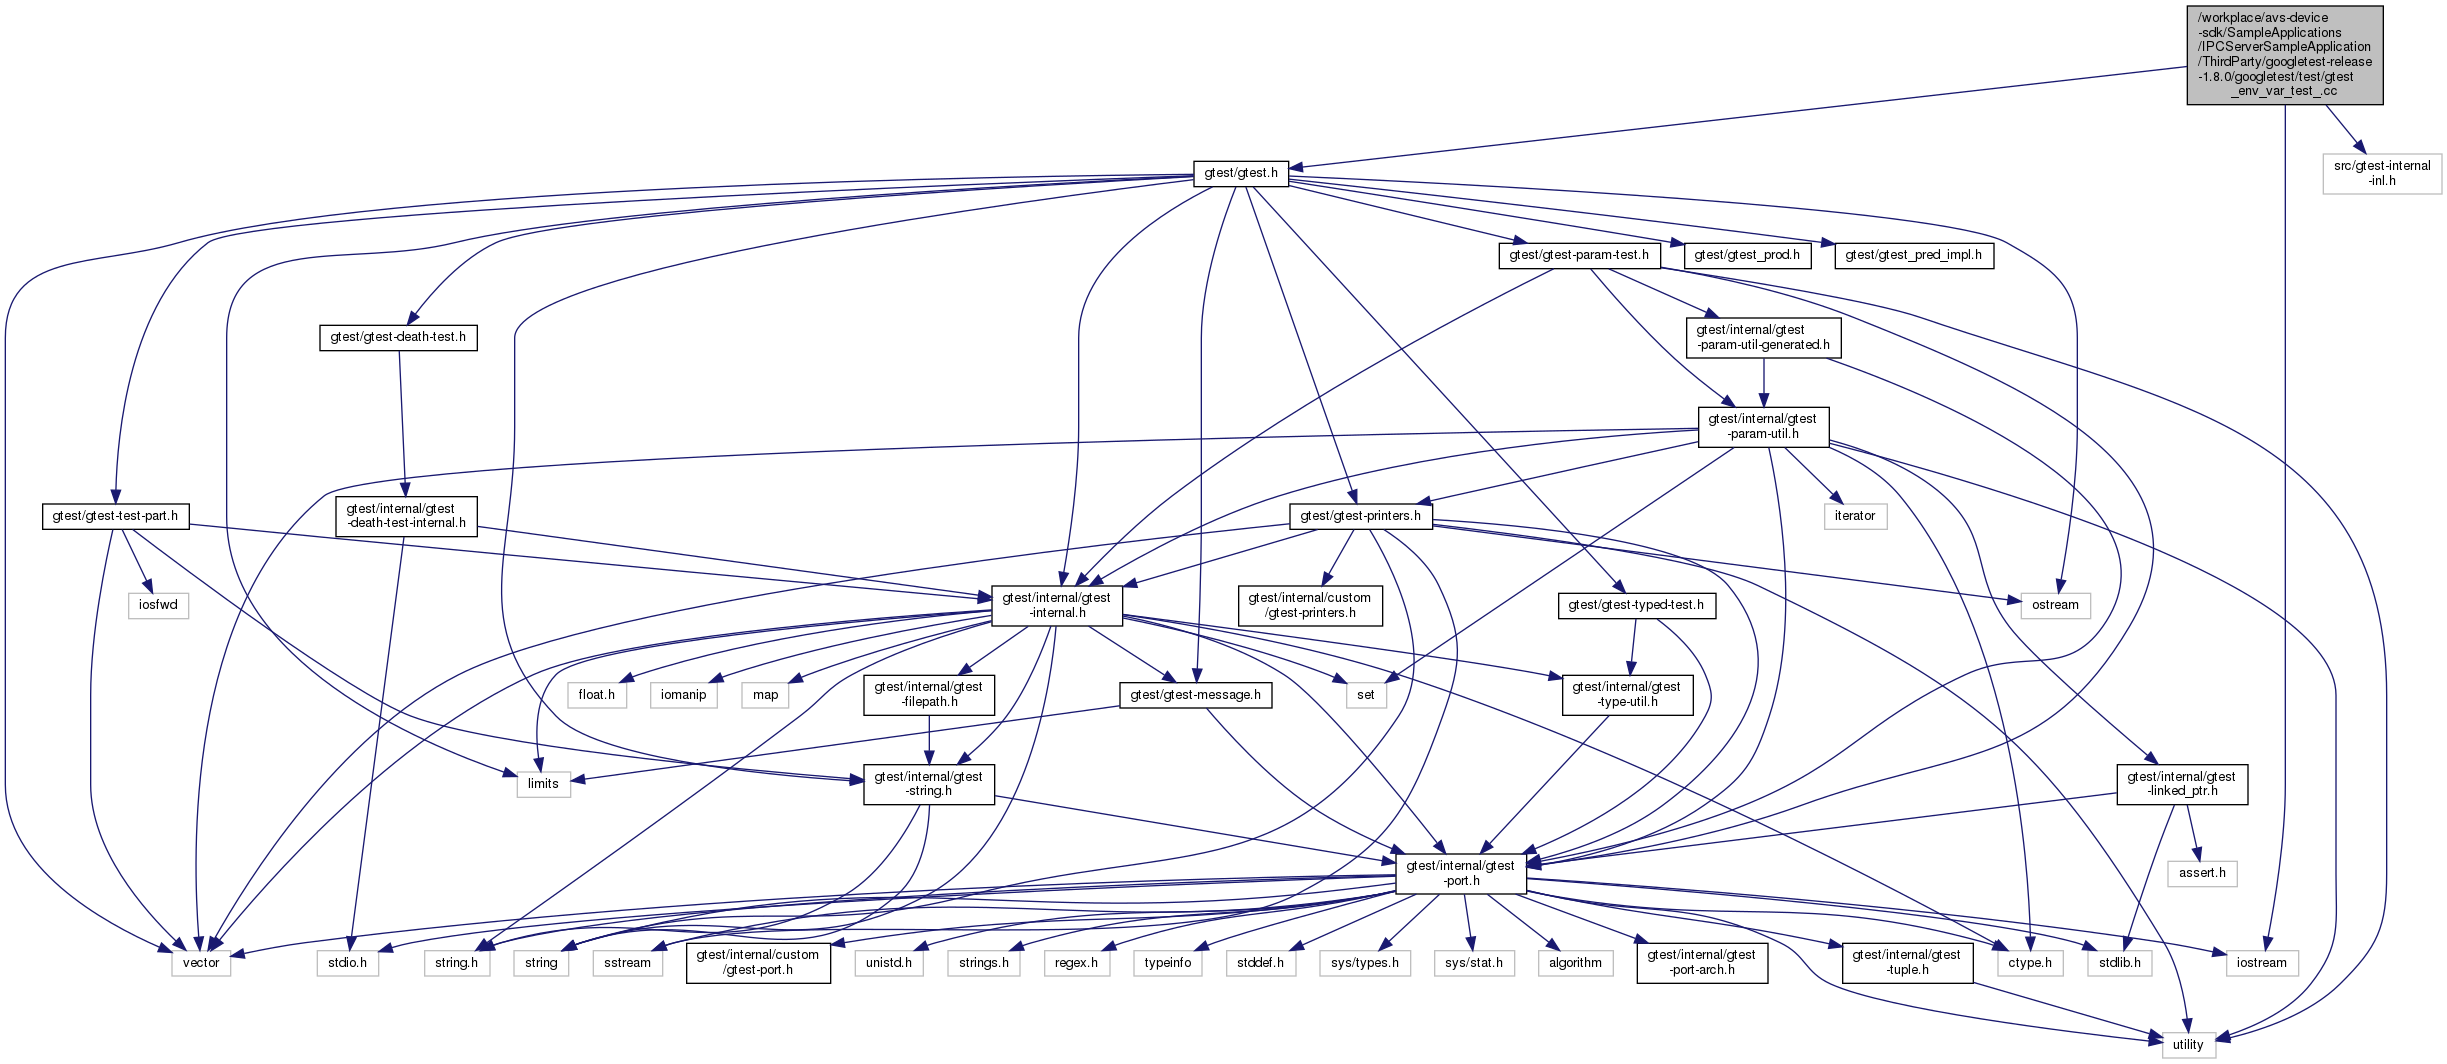 /workplace/avs-device
-sdk/SampleApplications
/IPCServerSampleApplication
/ThirdParty/googletest-release
-1.8.0/googletest/test/gtest
_env_var_test_.cc
gtest/gtest.h
src/gtest-internal
-inl.h
gtest/gtest-param-test.h
gtest/gtest_prod.h
gtest/gtest_pred_impl.h
gtest/gtest-death-test.h
gtest/internal/gtest
-param-util-generated.h
gtest/internal/gtest
-param-util.h
gtest/gtest-test-part.h
gtest/internal/gtest
-death-test-internal.h
gtest/gtest-printers.h
iterator
iosfwd
gtest/internal/gtest
-internal.h
gtest/internal/custom
/gtest-printers.h
gtest/gtest-typed-test.h
ostream
float.h
iomanip
map
gtest/internal/gtest
-filepath.h
gtest/gtest-message.h
set
gtest/internal/gtest
-type-util.h
limits
gtest/internal/gtest
-string.h
gtest/internal/gtest
-linked_ptr.h
gtest/internal/gtest
-port.h
assert.h
vector
stdio.h
string.h
string
sstream
gtest/internal/custom
/gtest-port.h
unistd.h
strings.h
regex.h
typeinfo
stddef.h
sys/types.h
sys/stat.h
algorithm
gtest/internal/gtest
-port-arch.h
gtest/internal/gtest
-tuple.h
ctype.h
stdlib.h
iostream
utility